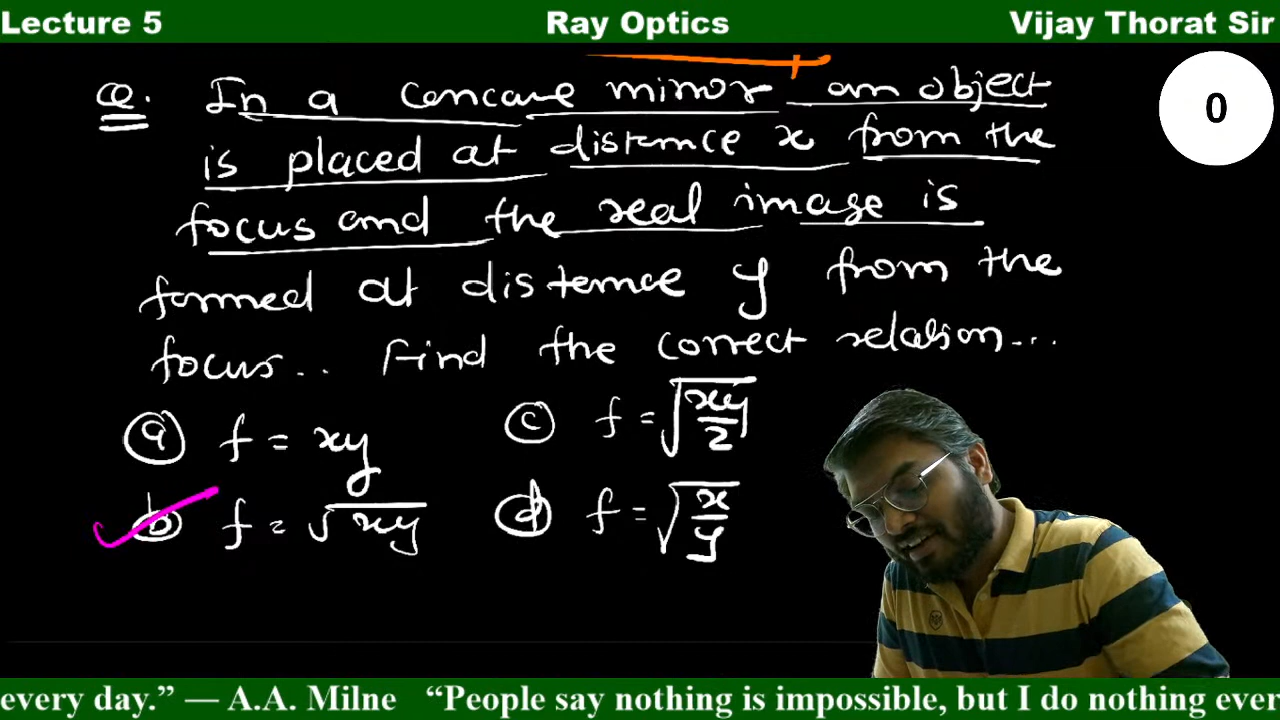 Lecture 5 Ray Optics Vijay Thorat Sir
0
Q. In a concave mirror an object
is placed at distance x from the
focus and the real image is
formed at distance y from the
focus.. Find the correct relation...
(a) f = xy (c) f = √(xy/2)
(b) f = √xy (d) f = √(x/y)
every day.” — A.A. Milne “People say nothing is impossible, but I do nothing ever